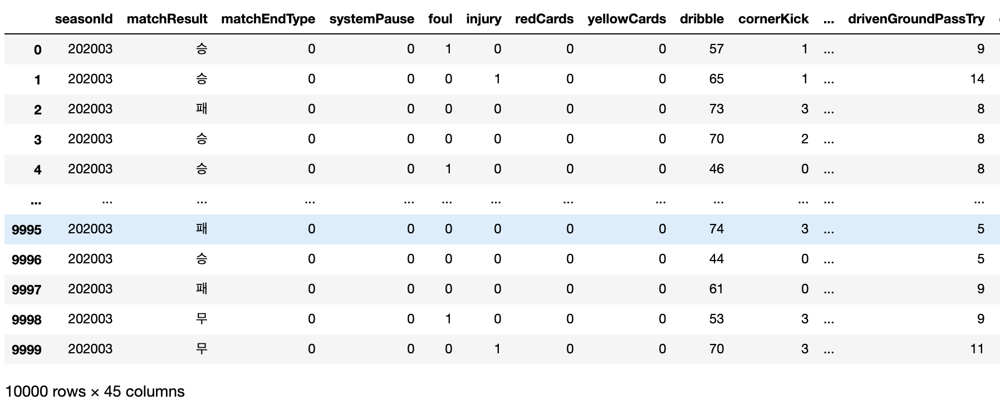 seasonId matchResult matchEndType systemPause foul injury redCards yellowCards dribble cornerKick ... drivenGroundPassTry
0 202003 승 0 0 1 0 0 0 57 1 ... 9
1 202003 승 0 0 0 1 0 0 65 1 ... 14
2 202003 패 0 0 0 0 0 0 73 3 ... 8
3 202003 승 0 0 0 0 0 0 70 2 ... 8
4 202003 승 0 0 1 0 0 0 46 0 ... 8
... ... ... ... ... ... ... ... ... ... ... ... ...
9995 202003 패 0 0 0 0 0 0 74 3 ... 5
9996 202003 승 0 0 0 0 0 0 44 0 ... 5
9997 202003 패 0 0 0 0 0 0 61 0 ... 9
9998 202003 무 0 0 1 0 0 0 53 3 ... 9
9999 202003 무 0 0 0 1 0 0 70 3 ... 11
10000 rows × 45 columns